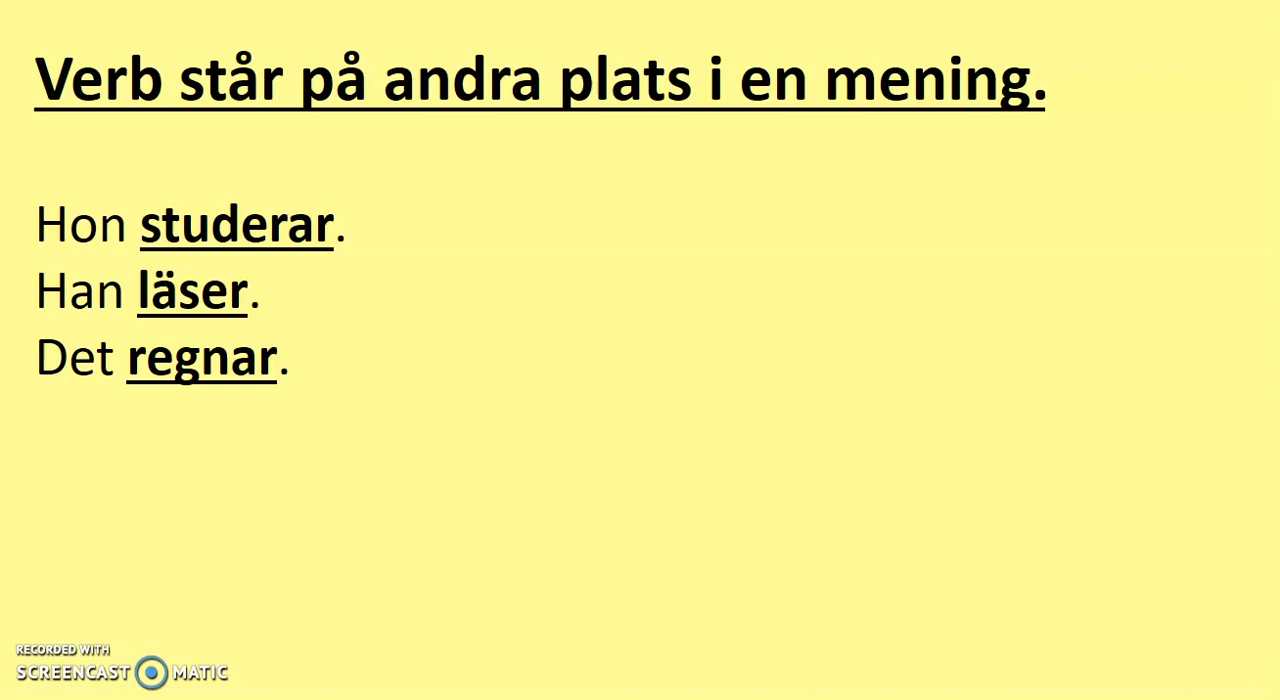 Verb står på andra plats i en mening.
Hon studerar.
Han läser.
Det regnar.
RECORDED WITH
SCREENCAST MATIC